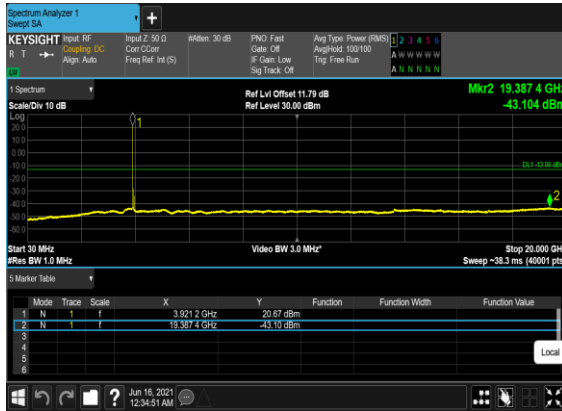 Spectrum Analyzer 1
Swept SA
+
KEYSIGHT
R T
LU
Input: RF
Coupling: DC
Align: Auto
Input Z: 50 Ω
Corr CCorr
Freq Ref: Int (S)
#Atten: 30 dB
PNO: Fast
Gate: Off
IF Gain: Low
Sig Track: Off
Avg Type: Power (RMS)
Avg|Hold: 100/100
Trig: Free Run
1 2 3 4 5 6
A W W W W W
A N N N N N
1 Spectrum
Scale/Div 10 dB
Ref Lvl Offset 11.79 dB
Ref Level 30.00 dBm
Mkr2 19.387 4 GHz
-43.104 dBm
Log
20.0
10.0
0.00
-10.0
-20.0
-30.0
-40.0
-50.0
-60.0
1
DL1 -13.00 dBm
2
Start 30 MHz
#Res BW 1.0 MHz
Video BW 3.0 MHz*
Stop 20.000 GHz
Sweep ~38.3 ms (40001 pts)
5 Marker Table
Mode Trace Scale X Y Function Function Width Function Value
1 N 1 f 3.921 2 GHz 20.67 dBm
2 N 1 f 19.387 4 GHz -43.10 dBm
3
4
5
6
Local
?
Jun 16, 2021
12:34:51 AM